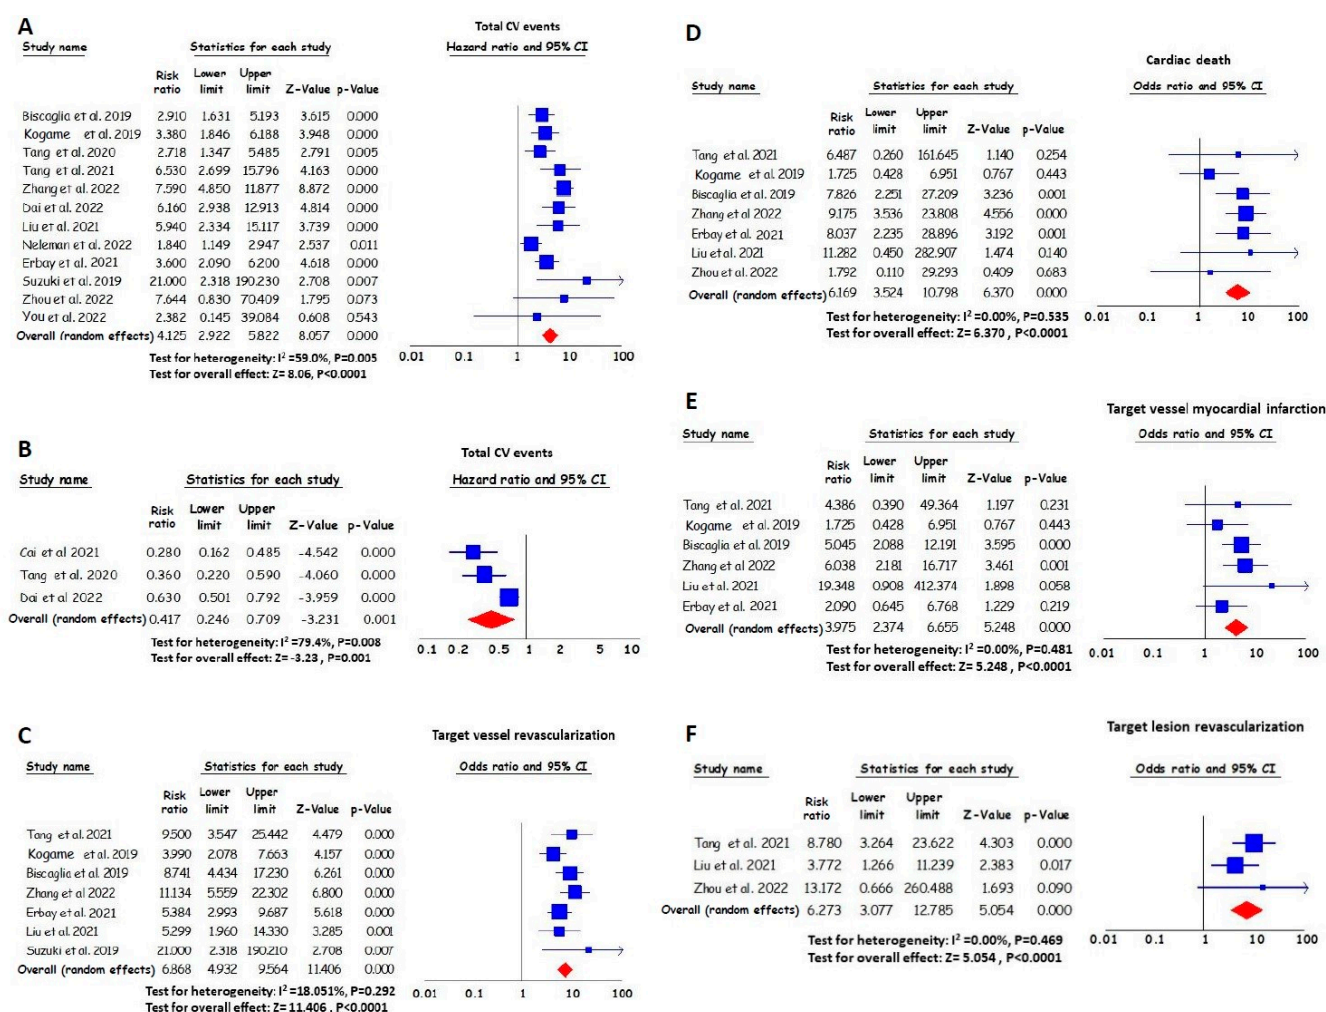 A
Total CV events
Study name Statistics for each study Hazard ratio and 95% CI
Risk ratio Lower limit Upper limit Z-Value p-Value
Biscaglia et al. 2019 2.910 1.631 5.193 3.615 0.000
Kogame et al. 2019 3.380 1.846 6.188 3.948 0.000
Tang et al. 2020 2.718 1.347 5.485 2.791 0.005
Tang et al. 2021 6.530 2.699 15.796 4.163 0.000
Zhang et al. 2022 7.590 4.850 11.877 8.872 0.000
Dai et al. 2022 6.160 2.938 12.913 4.814 0.000
Liu et al. 2021 5.940 2.334 15.117 3.739 0.000
Neleman et al. 2022 1.840 1.149 2.947 2.537 0.011
Erbay et al. 2021 3.600 2.090 6.200 4.618 0.000
Suzuki et al. 2019 21.000 2.318 190.230 2.708 0.007
Zhou et al. 2022 7.644 0.830 70.409 1.795 0.073
You et al. 2022 2.382 0.145 39.084 0.608 0.543
Overall (random effects) 4.125 2.922 5.822 8.057 0.000
Test for heterogeneity: I² =59.0%, P=0.005
Test for overall effect: Z= 8.06, P<0.0001
0.01 0.1 1 10 100
B
Total CV events
Study name Statistics for each study Hazard ratio and 95% CI
Risk ratio Lower limit Upper limit Z-Value p-Value
Cai et al 2021 0.280 0.162 0.485 -4.542 0.000
Tang et al. 2020 0.360 0.220 0.590 -4.060 0.000
Dai et al. 2022 0.630 0.501 0.792 -3.959 0.000
Overall (random effects) 0.417 0.246 0.709 -3.231 0.001
Test for heterogeneity: I² =79.4%, P=0.008
Test for overall effect: Z= -3.23 , P=0.001
0.1 0.2 0.5 1 2 5 10
C
Target vessel revascularization
Study name Statistics for each study Odds ratio and 95% CI
Risk ratio Lower limit Upper limit Z-Value p-Value
Tang et al. 2021 9.500 3.547 25.442 4.479 0.000
Kogame et al. 2019 3.990 2.078 7.663 4.157 0.000
Biscaglia et al. 2019 8.741 4.434 17.230 6.261 0.000
Zhang et al 2022 11.134 5.559 22.302 6.800 0.000
Erbay et al. 2021 5.384 2.993 9.687 5.618 0.000
Liu et al. 2021 5.299 1.960 14.330 3.285 0.001
Suzuki et al. 2019 21.000 2.318 190.210 2.708 0.007
Overall (random effects) 6.868 4.932 9.564 11.406 0.000
Test for heterogeneity: I² =18.051%, P=0.292
Test for overall effect: Z= 11.406 , P<0.0001
0.01 0.1 1 10 100
D
Cardiac death
Study name Statistics for each study Odds ratio and 95% CI
Risk ratio Lower limit Upper limit Z-Value p-Value
Tang et al. 2021 6.487 0.260 161.645 1.140 0.254
Kogame et al. 2019 1.725 0.428 6.951 0.767 0.443
Biscaglia et al. 2019 7.826 2.251 27.209 3.236 0.001
Zhang et al 2022 9.175 3.536 23.808 4.556 0.000
Erbay et al. 2021 8.037 2.235 28.896 3.192 0.001
Liu et al. 2021 11.282 0.450 282.907 1.474 0.140
Zhou et al. 2022 1.792 0.110 29.293 0.409 0.683
Overall (random effects) 6.169 3.524 10.798 6.370 0.000
Test for heterogeneity: I² =0.00%, P=0.535
Test for overall effect: Z= 6.370 , P<0.0001
0.01 0.1 1 10 100
E
Target vessel myocardial infarction
Study name Statistics for each study Odds ratio and 95% CI
Risk ratio Lower limit Upper limit Z-Value p-Value
Tang et al. 2021 4.386 0.390 49.364 1.197 0.231
Kogame et al. 2019 1.725 0.428 6.951 0.767 0.443
Biscaglia et al. 2019 5.045 2.088 12.191 3.595 0.000
Zhang et al 2022 6.038 2.181 16.717 3.461 0.001
Liu et al. 2021 19.348 0.908 412.374 1.898 0.058
Erbay et al. 2021 2.090 0.645 6.768 1.229 0.219
Overall (random effects) 3.975 2.374 6.655 5.248 0.000
Test for heterogeneity: I² =0.00%, P=0.481
Test for overall effect: Z= 5.248 , P<0.0001
0.01 0.1 1 10 100
F
Target lesion revascularization
Study name Statistics for each study Odds ratio and 95% CI
Risk ratio Lower limit Upper limit Z-Value p-Value
Tang et al. 2021 8.780 3.264 23.622 4.303 0.000
Liu et al. 2021 3.772 1.266 11.239 2.383 0.017
Zhou et al. 2022 13.172 0.666 260.488 1.693 0.090
Overall (random effects) 6.273 3.077 12.785 5.054 0.000
Test for heterogeneity: I² =0.00%, P=0.469
Test for overall effect: Z= 5.054 , P<0.0001
0.01 0.1 1 10 100